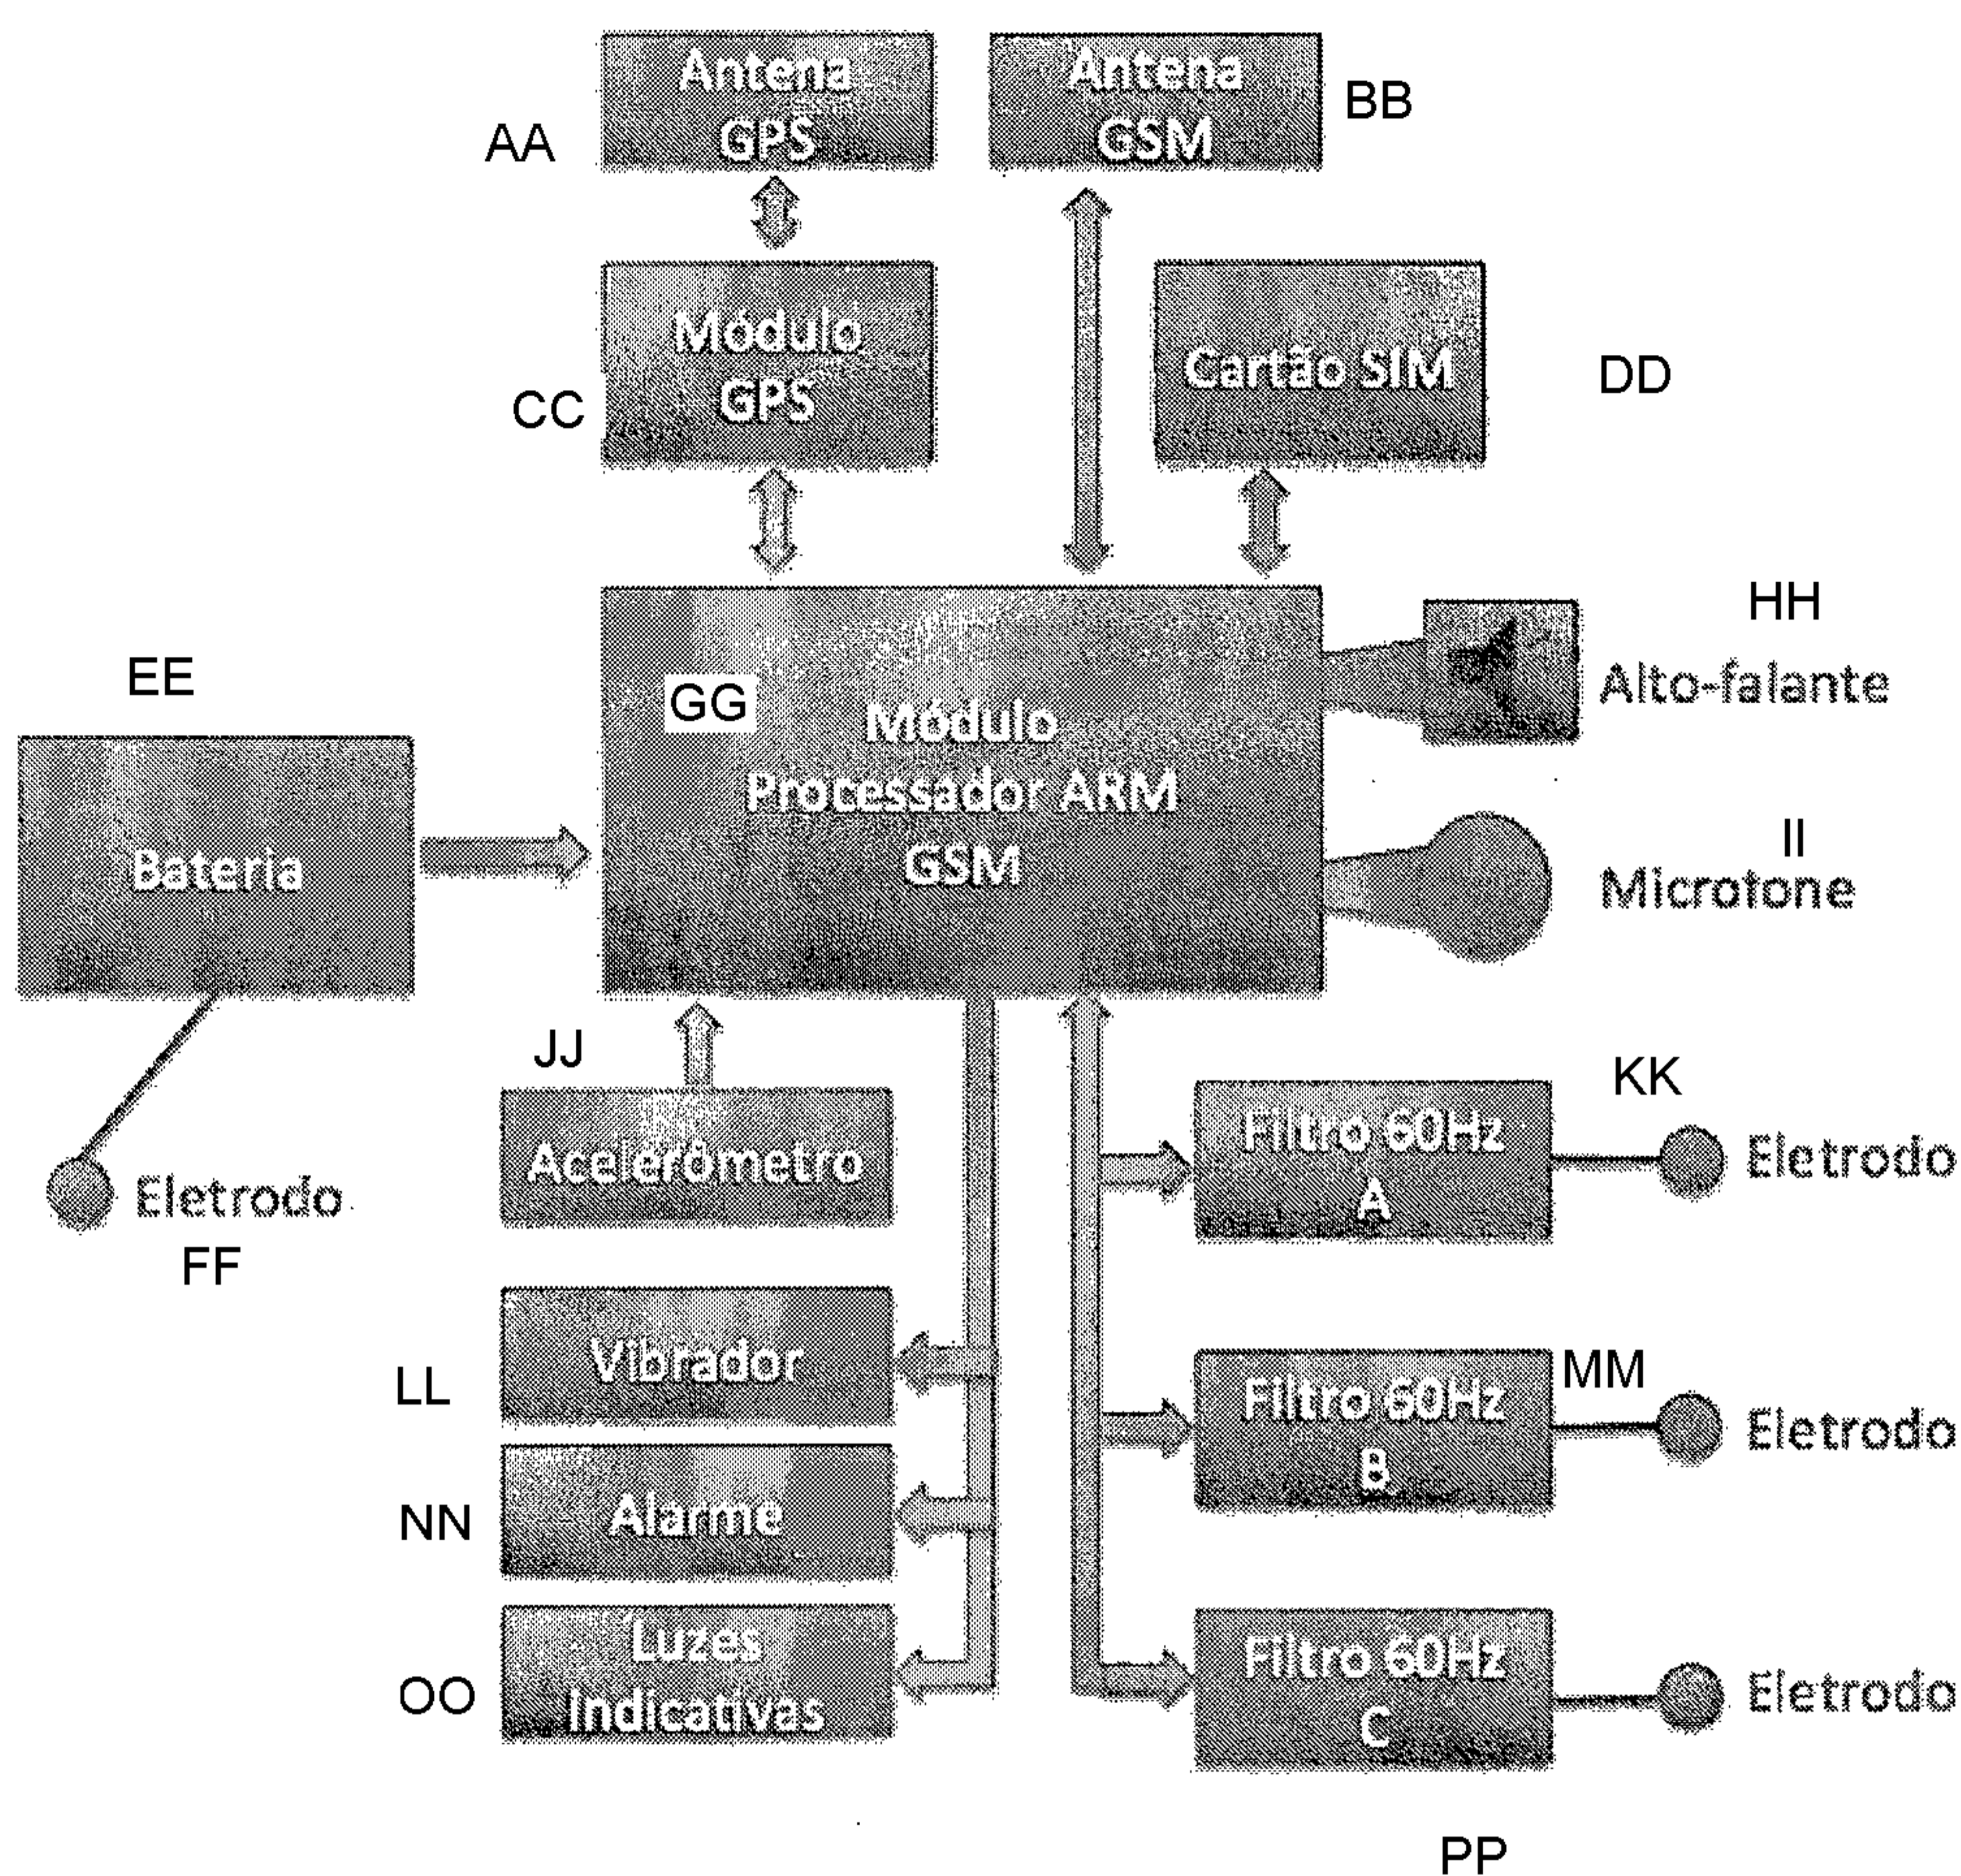 Antena
GPS
AA
Antena
GSM
BB
Módulo
GPS
CC
Cartão SIM
DD
HH
Alto-falante
EE
GG
Módulo
Processador ARM
GSM
Bateria
II
Microtone
JJ
Acelerômetro
Eletrodo
FF
KK
Filtro 60Hz
A
Eletrodo
Vibrador
LL
MM
Filtro 60Hz
B
Eletrodo
Alarme
NN
Luzes
Indicativas
OO
Filtro 60Hz
C
Eletrodo
PP